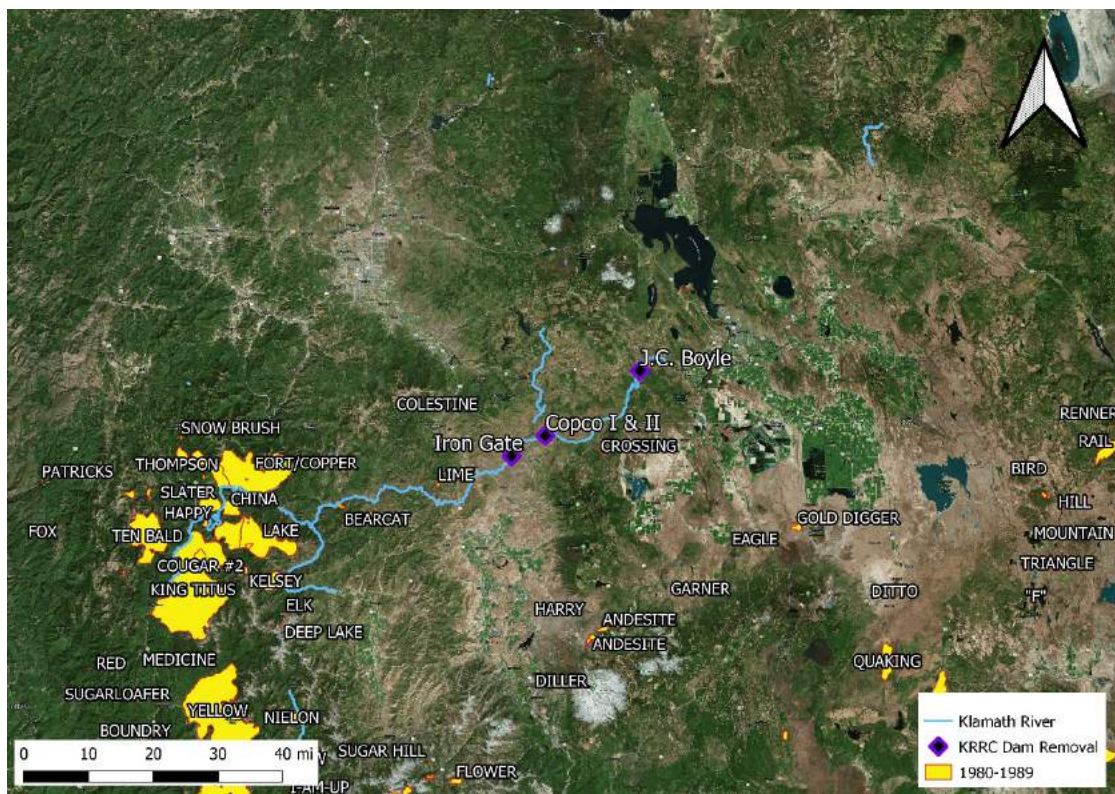 J.C. Boyle
COLESTINE
Copco I & II
SNOW BRUSH
Iron Gate
CROSSING
RENNER
RAIL
THOMPSON
FORT/COPPER
PATRICKS
LIME
BIRD
SLATER
CHINA
HILL
HAPPY
BEARCAT
GOLD DIGGER
FOX
TEN BALD
LAKE
EAGLE
MOUNTAIN
COUGAR #2
TRIANGLE
KING TITUS
KELSEY
GARNER
DITTO
"F"
ELK
HARRY
ANDESITE
DEEP LAKE
ANDESITE
RED
MEDICINE
QUAKING
SUGARLOAFER
DILLER
YELLOW
NIELON
BOUNDRY
SUGAR HILL
FLOWER
I-AM-UP
0 10 20 30 40 mi
Klamath River
KRRC Dam Removal
1980-1989